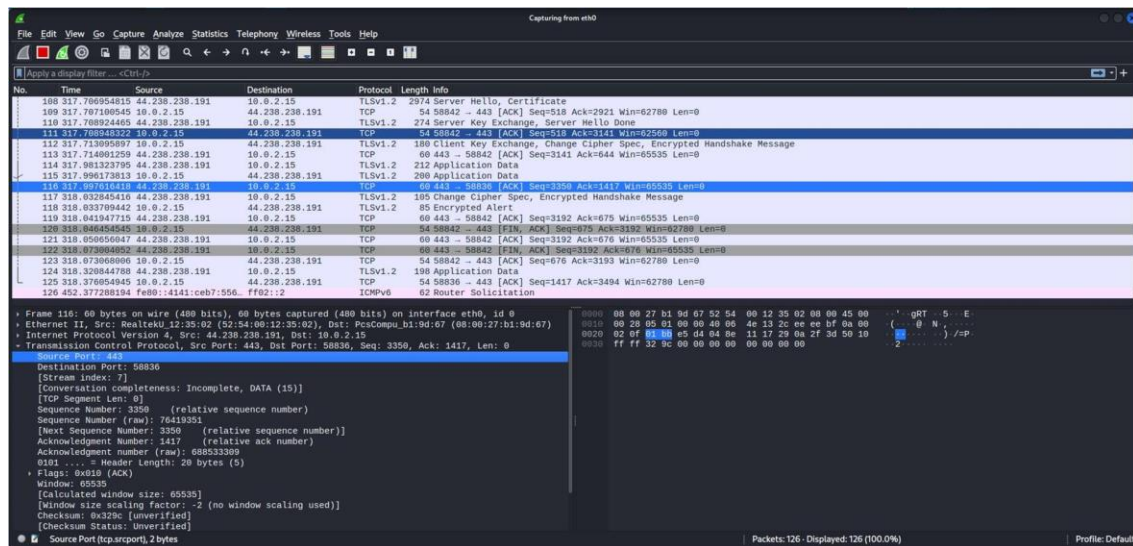 Capturing from eth0
File Edit View Go Capture Analyze Statistics Telephony Wireless Tools Help
Apply a display filter ... <Ctrl-/>
No. Time Source Destination Protocol Length Info
108 317.706954815 44.238.238.191 10.0.2.15 TLSv1.2 2974 Server Hello, Certificate
109 317.707100545 10.0.2.15 44.238.238.191 TCP 54 58842 → 443 [ACK] Seq=518 Ack=2921 Win=62780 Len=0
110 317.708924465 44.238.238.191 10.0.2.15 TLSv1.2 274 Server Key Exchange, Server Hello Done
111 317.708948322 10.0.2.15 44.238.238.191 TCP 54 58842 → 443 [ACK] Seq=518 Ack=3141 Win=62560 Len=0
112 317.713095897 10.0.2.15 44.238.238.191 TLSv1.2 180 Client Key Exchange, Change Cipher Spec, Encrypted Handshake Message
113 317.714001259 44.238.238.191 10.0.2.15 TCP 60 443 → 58842 [ACK] Seq=3141 Ack=644 Win=65535 Len=0
114 317.981323795 44.238.238.191 10.0.2.15 TLSv1.2 212 Application Data
115 317.996173813 10.0.2.15 44.238.238.191 TLSv1.2 200 Application Data
116 317.997616418 44.238.238.191 10.0.2.15 TCP 60 443 → 58836 [ACK] Seq=3350 Ack=1417 Win=65535 Len=0
117 318.032845416 44.238.238.191 10.0.2.15 TLSv1.2 105 Change Cipher Spec, Encrypted Handshake Message
118 318.033709442 10.0.2.15 44.238.238.191 TLSv1.2 85 Encrypted Alert
119 318.041947715 44.238.238.191 10.0.2.15 TCP 60 443 → 58842 [ACK] Seq=3192 Ack=675 Win=65535 Len=0
120 318.046454545 10.0.2.15 44.238.238.191 TCP 54 58842 → 443 [FIN, ACK] Seq=675 Ack=3192 Win=62780 Len=0
121 318.050656047 44.238.238.191 10.0.2.15 TCP 60 443 → 58842 [ACK] Seq=3192 Ack=676 Win=65535 Len=0
122 318.073004052 44.238.238.191 10.0.2.15 TCP 60 443 → 58842 [FIN, ACK] Seq=3192 Ack=676 Win=65535 Len=0
123 318.073068006 10.0.2.15 44.238.238.191 TCP 54 58842 → 443 [ACK] Seq=676 Ack=3193 Win=62780 Len=0
124 318.320844788 44.238.238.191 10.0.2.15 TLSv1.2 198 Application Data
125 318.376054945 10.0.2.15 44.238.238.191 TCP 54 58836 → 443 [ACK] Seq=1417 Ack=3494 Win=62780 Len=0
126 452.377288194 fe80::4141:ceb7:556… ff02::2 ICMPv6 62 Router Solicitation
Frame 116: 60 bytes on wire (480 bits), 60 bytes captured (480 bits) on interface eth0, id 0
Ethernet II, Src: RealtekU_12:35:02 (52:54:00:12:35:02), Dst: PcsCompu_b1:9d:67 (08:00:27:b1:9d:67)
Internet Protocol Version 4, Src: 44.238.238.191, Dst: 10.0.2.15
Transmission Control Protocol, Src Port: 443, Dst Port: 58836, Seq: 3350, Ack: 1417, Len: 0
Source Port: 443
Destination Port: 58836
[Stream index: 7]
[Conversation completeness: Incomplete, DATA (15)]
[TCP Segment Len: 0]
Sequence Number: 3350 (relative sequence number)
Sequence Number (raw): 76419351
[Next Sequence Number: 3350 (relative sequence number)]
Acknowledgment Number: 1417 (relative ack number)
Acknowledgment number (raw): 688533309
0101 .... = Header Length: 20 bytes (5)
Flags: 0x010 (ACK)
Window: 65535
[Calculated window size: 65535]
[Window size scaling factor: -2 (no window scaling used)]
Checksum: 0x329c [unverified]
[Checksum Status: Unverified]
0000 08 00 27 b1 9d 67 52 54 00 12 35 02 08 00 45 00 ··'··gRT ··5···E·
0010 00 28 05 01 00 00 40 06 4e 13 2c ee ee bf 0a 00 ·(····@· N·,·····
0020 02 0f 01 bb e5 d4 04 8e 11 17 29 0a 2f 3d 50 10 ········ ··)·/=P·
0030 ff ff 32 9c 00 00 00 00 00 00 00 00 ··2····· ····
Source Port (tcp.srcport), 2 bytes
Packets: 126 · Displayed: 126 (100.0%)
Profile: Default